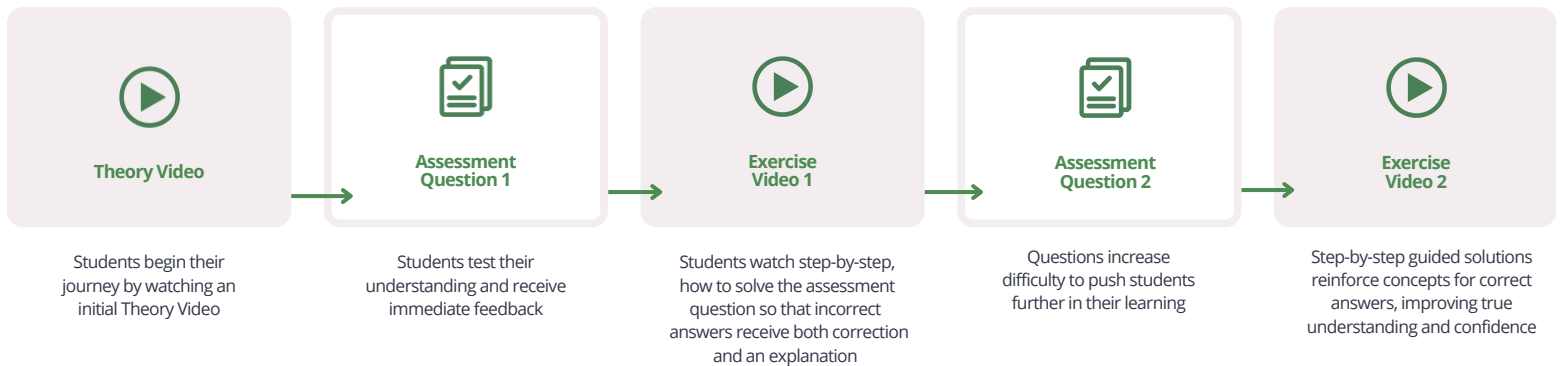 Theory Video
Students begin their
journey by watching an
initial Theory Video
Assessment
Question 1
Students test their
understanding and receive
immediate feedback
Exercise
Video 1
Students watch step-by-step,
how to solve the assessment
question so that incorrect
answers receive both correction
and an explanation
Assessment
Question 2
Questions increase
difficulty to push students
further in their learning
Exercise
Video 2
Step-by-step guided solutions
reinforce concepts for correct
answers, improving true
understanding and confidence